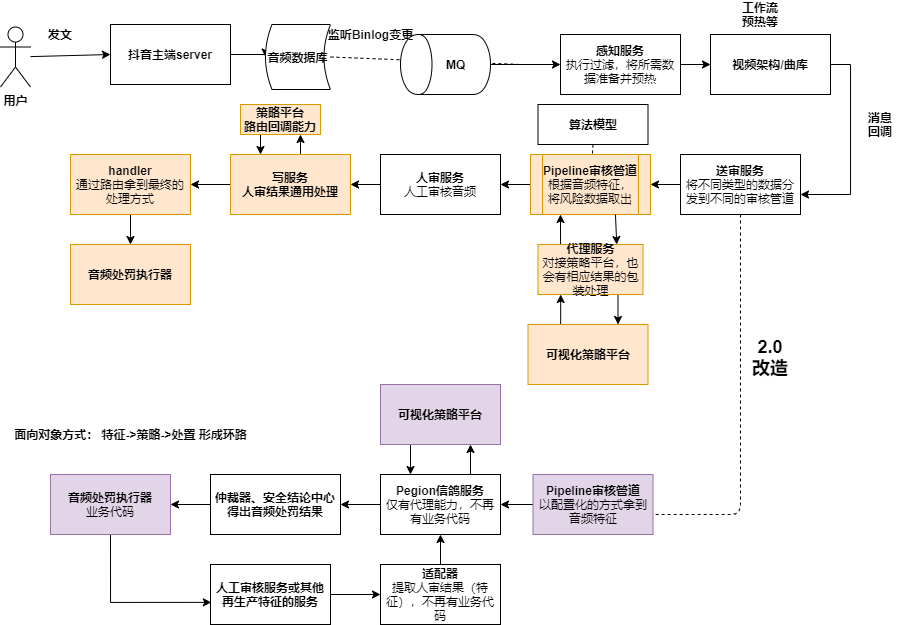 工作流
预热等
发文
监听Binlog变更
抖音主端server
音频数据库
MQ
感知服务
执行过滤，将所需数
据准备并预热
视频架构/曲库
用户
策略平台
路由回调能力
算法模型
消息
回调
handler
通过路由拿到最终的
处理方式
写服务
人审结果通用处理
人审服务
人工审核音频
Pipeline审核管道
根据音频特征，
将风险数据取出
送审服务
将不同类型的数据分
发到不同的审核管道
音频处罚执行器
代理服务
对接策略平台，也
会有相应结果的包
装处理
可视化策略平台
2.0
改造
可视化策略平台
面向对象方式： 特征->策略->处置 形成环路
音频处罚执行器
业务代码
仲裁器、安全结论中心
得出音频处罚结果
Pegion信鸽服务
仅有代理能力，不再
有业务代码
Pipeline审核管道
以配置化的方式拿到
音频特征
人工审核服务或其他
再生产特征的服务
适配器
提取人审结果（特
征），不再有业务代
码